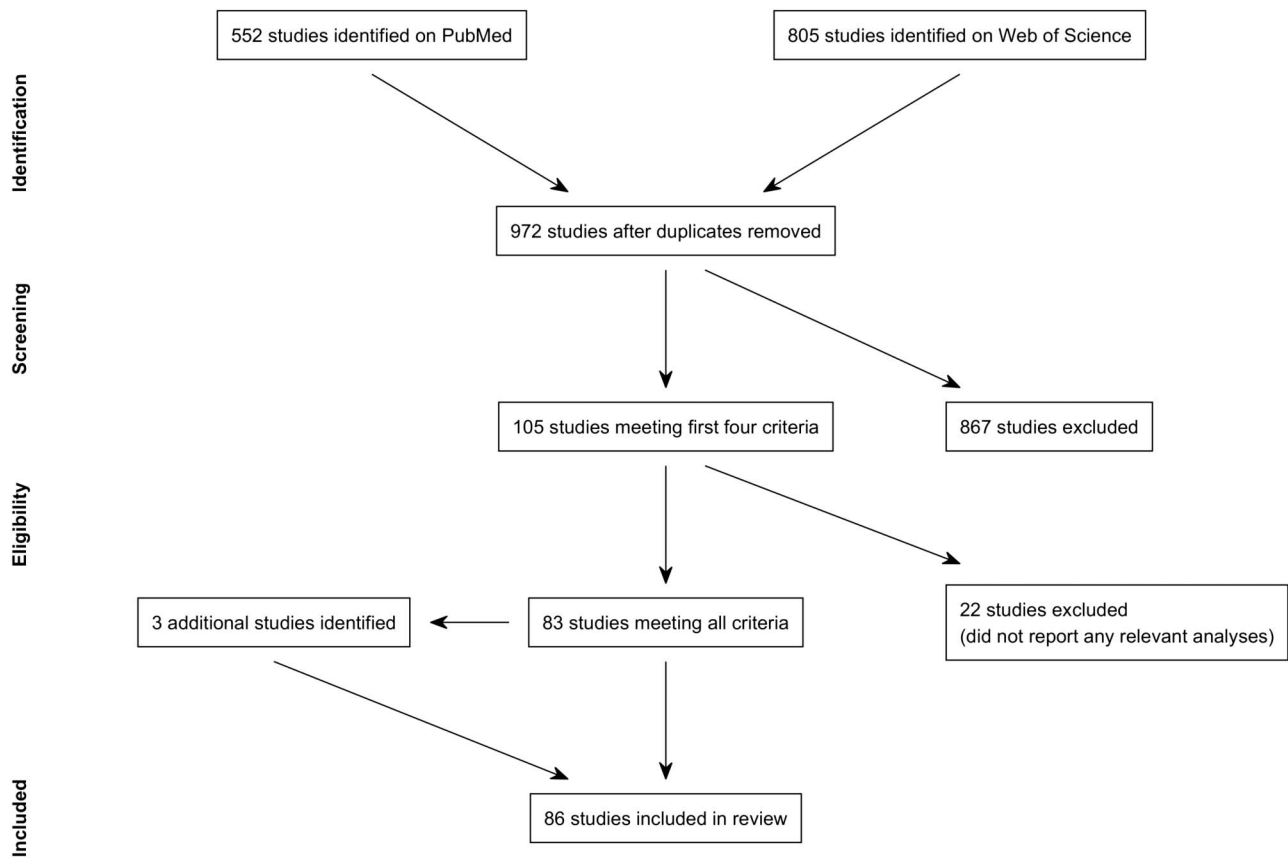 552 studies identified on PubMed
805 studies identified on Web of Science
Identification
972 studies after duplicates removed
Screening
105 studies meeting first four criteria
867 studies excluded
Eligibility
3 additional studies identified
83 studies meeting all criteria
22 studies excluded
(did not report any relevant analyses)
Included
86 studies included in review